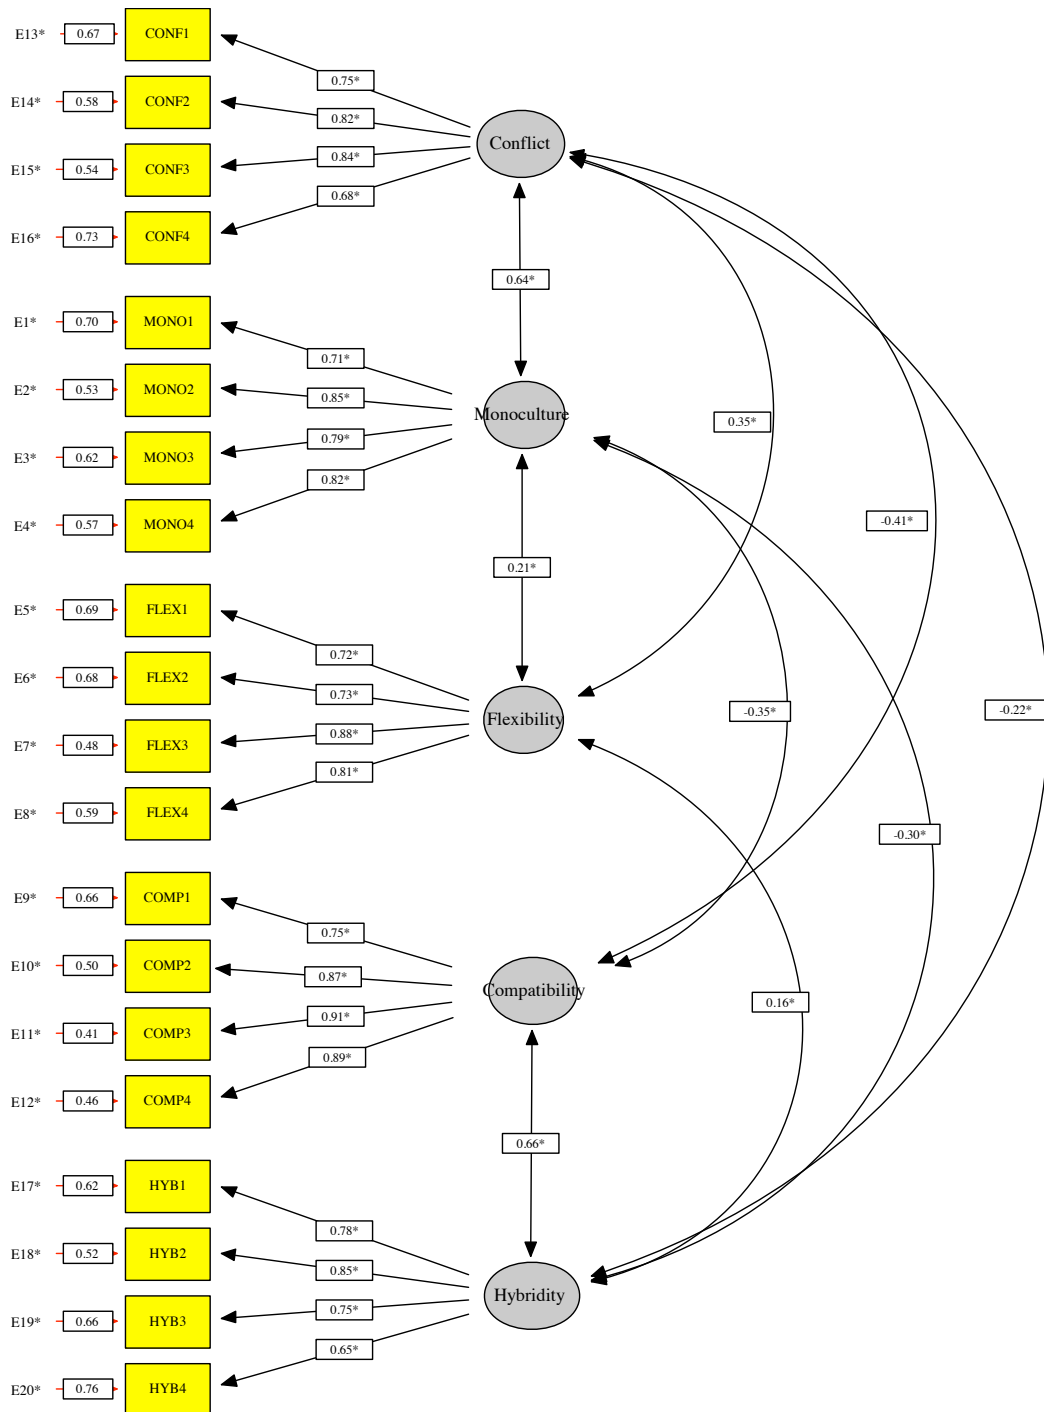 E13* 0.67 CONF1
0.75*
E14* 0.58 CONF2
0.82*
Conflict
E15* 0.54 CONF3
0.84*
0.68*
E16* 0.73 CONF4
0.64*
E1* 0.70 MONO1
0.71*
E2* 0.53 MONO2
0.85*
Monoculture
0.35*
E3* 0.62 MONO3
0.79*
0.82*
E4* 0.57 MONO4
-0.41*
0.21*
E5* 0.69 FLEX1
0.72*
E6* 0.68 FLEX2
0.73*
-0.35*
-0.22*
Flexibility
E7* 0.48 FLEX3
0.88*
0.81*
E8* 0.59 FLEX4
-0.30*
E9* 0.66 COMP1
0.75*
E10* 0.50 COMP2
0.87*
Compatibility
0.16*
E11* 0.41 COMP3
0.91*
0.89*
E12* 0.46 COMP4
0.66*
E17* 0.62 HYB1
0.78*
E18* 0.52 HYB2
0.85*
Hybridity
E19* 0.66 HYB3
0.75*
0.65*
E20* 0.76 HYB4